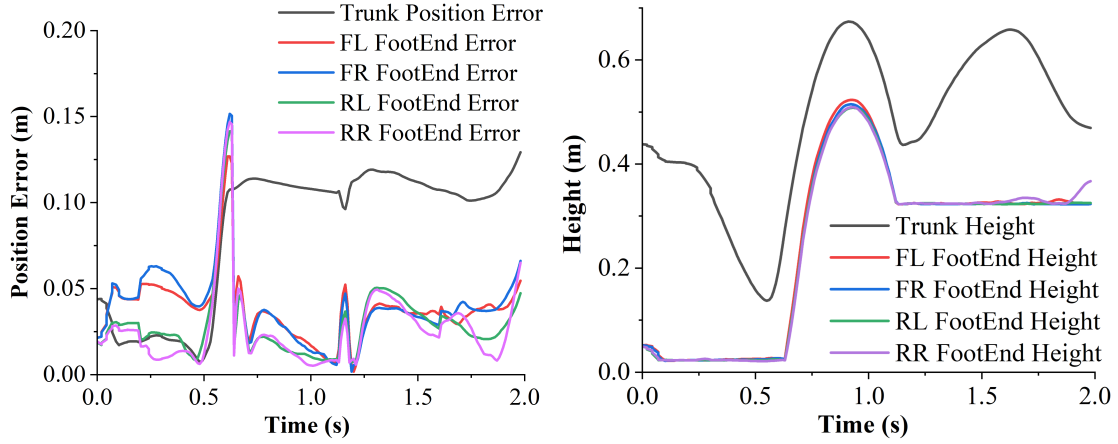 0.20
0.15
0.10
0.05
0.00
Position Error (m)
Trunk Position Error
FL FootEnd Error
FR FootEnd Error
RL FootEnd Error
RR FootEnd Error
0.0
0.5
1.0
1.5
2.0
Time (s)
0.6
0.4
0.2
0.0
Height (m)
Trunk Height
FL FootEnd Height
FR FootEnd Height
RL FootEnd Height
RR FootEnd Height
0.0
0.5
1.0
1.5
2.0
Time (s)